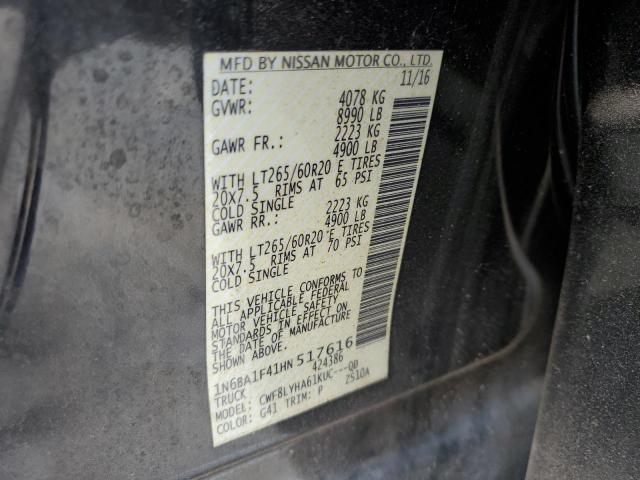 MFD BY NISSAN MOTOR CO., LTD.
DATE: 11/16
GVWR: 4078 KG
8990 LB
GAWR FR.: 2223 KG
4900 LB
WITH LT265/60R20 E TIRES
20X7.5 RIMS AT 65 PSI
COLD SINGLE
GAWR RR.: 2223 KG
4900 LB
WITH LT265/60R20 E TIRES
20X7.5 RIMS AT 70 PSI
COLD SINGLE
THIS VEHICLE CONFORMS TO
ALL APPLICABLE FEDERAL
MOTOR VEHICLE SAFETY
STANDARDS IN EFFECT ON
THE DATE OF MANUFACTURE
SHOWN ABOVE.
1N6BA1F41HN517616
TRUCK 424386
MODEL: CWF8LYHA61KUC---QD
COLOR: G41 TRIM: P ZS10A